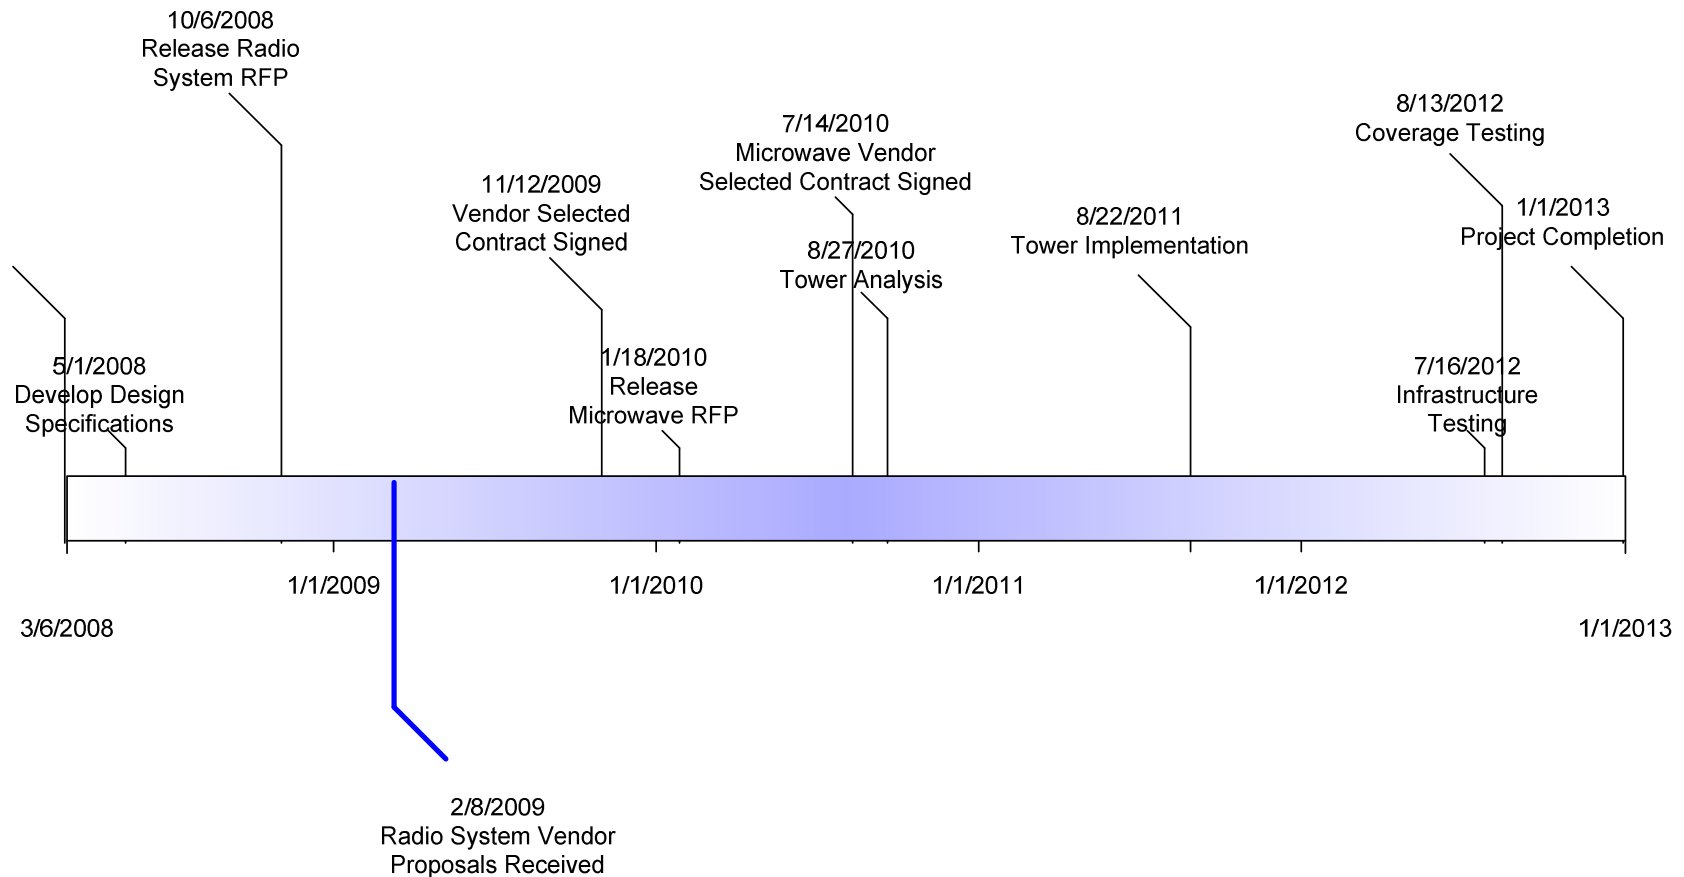 10/6/2008
Release Radio
System RFP
7/14/2010
Microwave Vendor
Selected Contract Signed
8/13/2012
Coverage Testing
11/12/2009
Vendor Selected
Contract Signed
8/27/2010
Tower Analysis
8/22/2011
Tower Implementation
1/1/2013
Project Completion
5/1/2008
Develop Design
Specifications
1/18/2010
Release
Microwave RFP
7/16/2012
Infrastructure
Testing
1/1/2009
1/1/2010
1/1/2011
1/1/2012
3/6/2008
1/1/2013
2/8/2009
Radio System Vendor
Proposals Received